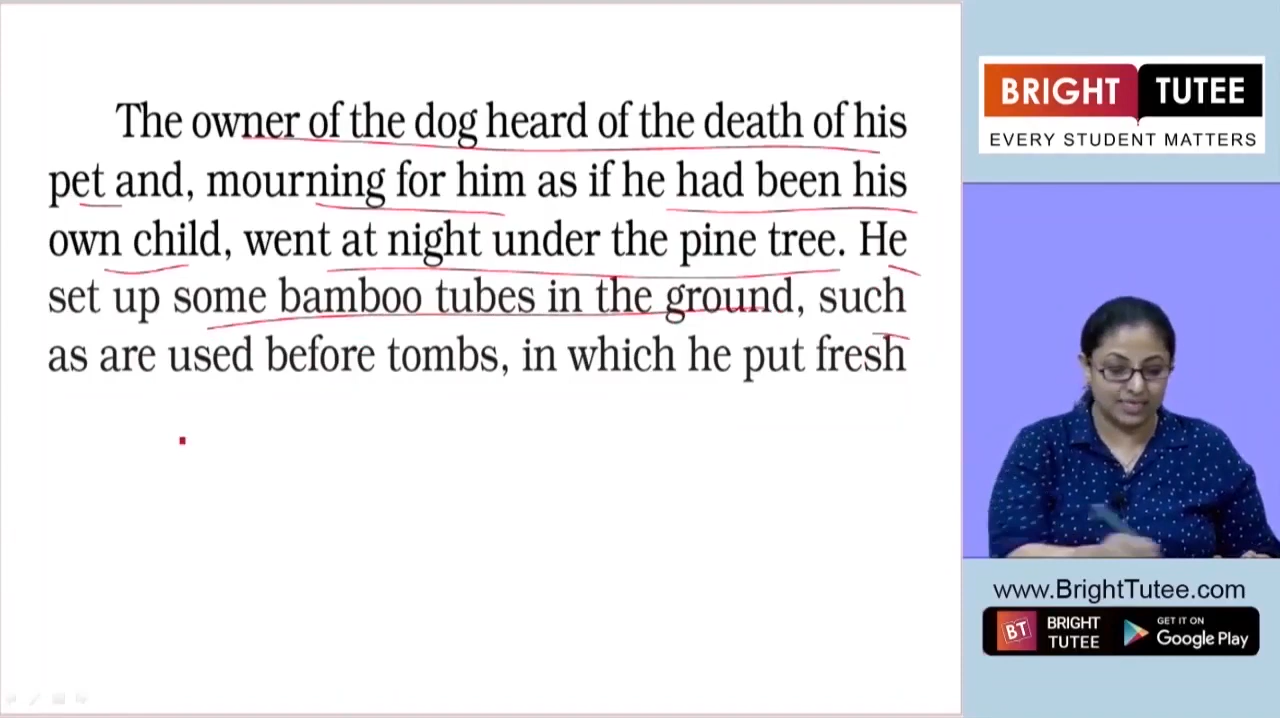 The owner of the dog heard of the death of his
pet and, mourning for him as if he had been his
own child, went at night under the pine tree. He
set up some bamboo tubes in the ground, such
as are used before tombs, in which he put fresh
BRIGHT TUTEE
EVERY STUDENT MATTERS
www.BrightTutee.com
BT
BRIGHT
TUTEE
GET IT ON
Google Play